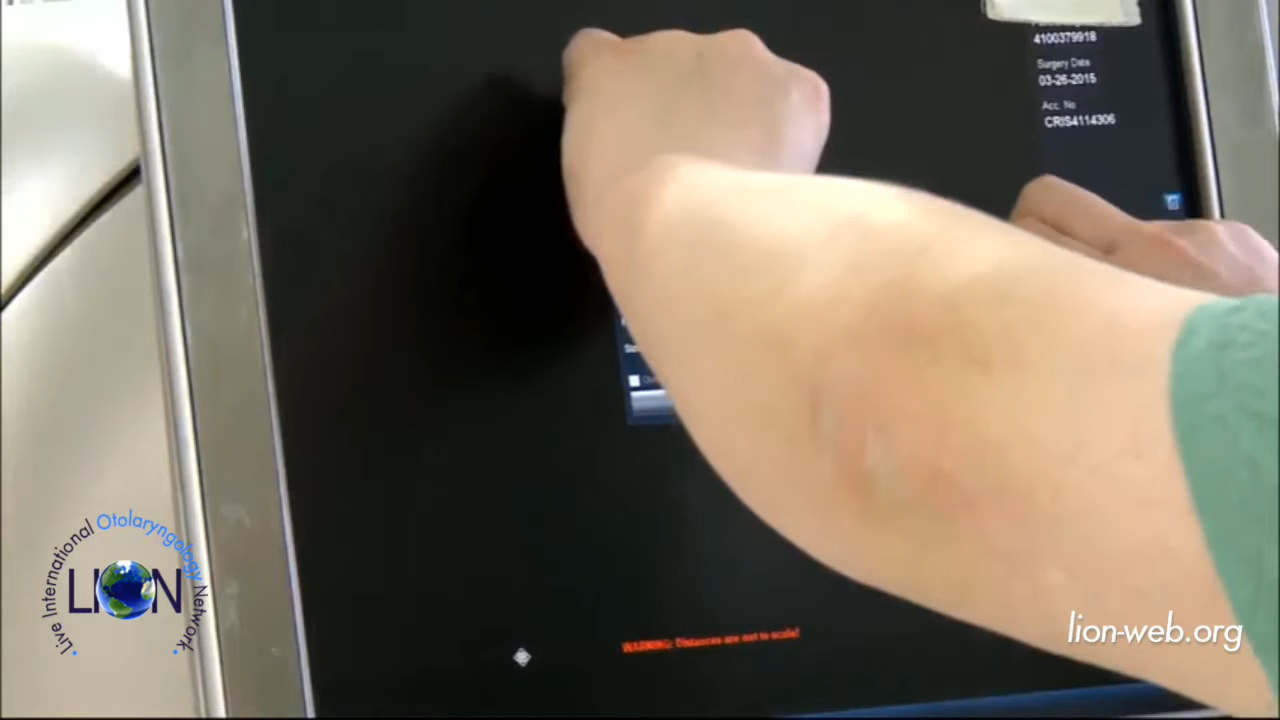 4100379918
Surgery Data
03-26-2015
Acc. No
CRIS4114306
WARNING: Distances are not to scale!
Live International Otolaryngology Network
LION
lion-web.org